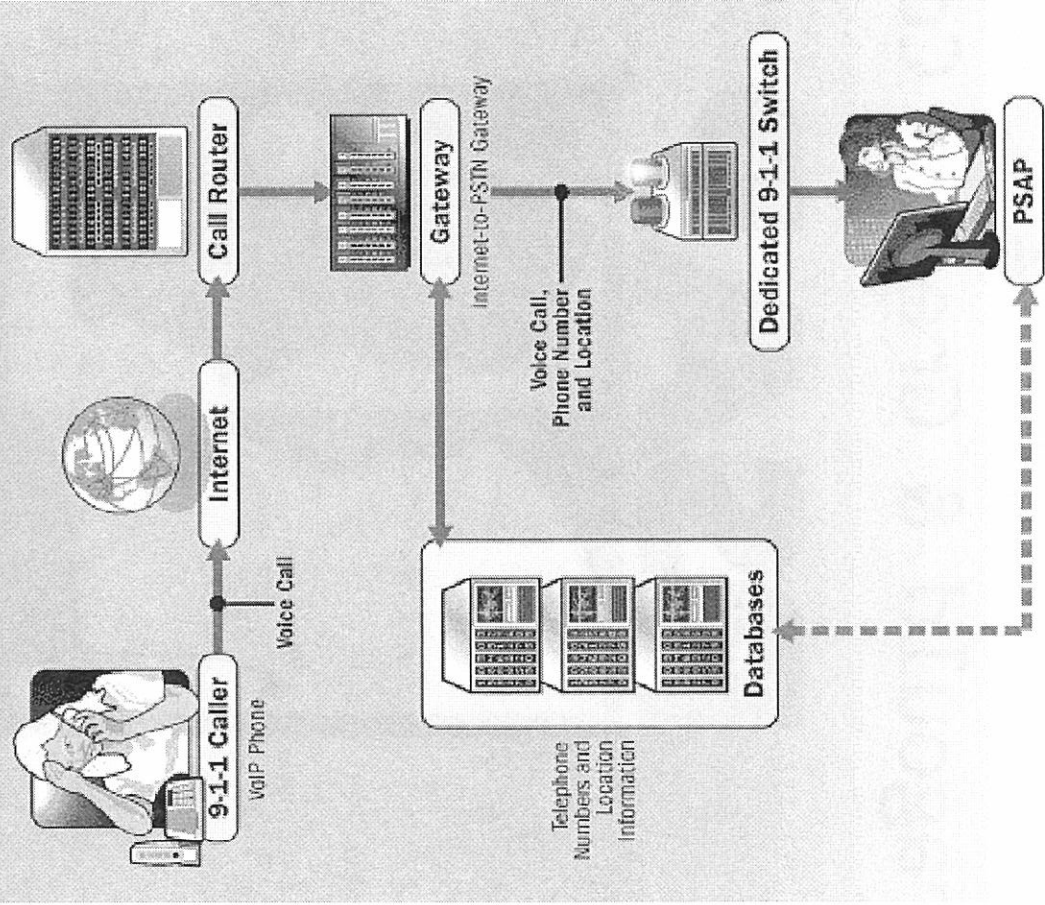 9-1-1 Caller
VoIP Phone
Voice Call
Internet
Call Router
Gateway
Internet-to-PSTN Gateway
Voice Call,
Phone Number
and Location
Telephone
Numbers and
Location
Information
Databases
Dedicated 9-1-1 Switch
PSAP